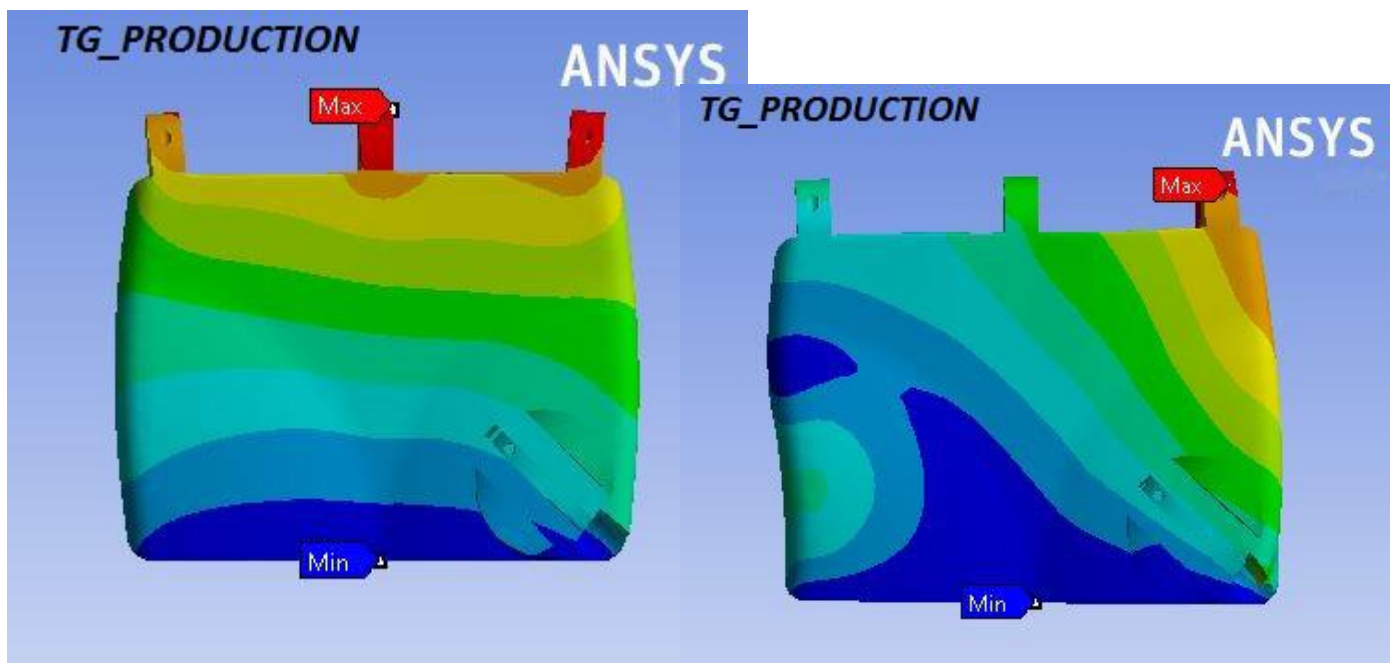 TG_PRODUCTION
ANSYS
Max
Min
TG_PRODUCTION
ANSYS
Max
Min